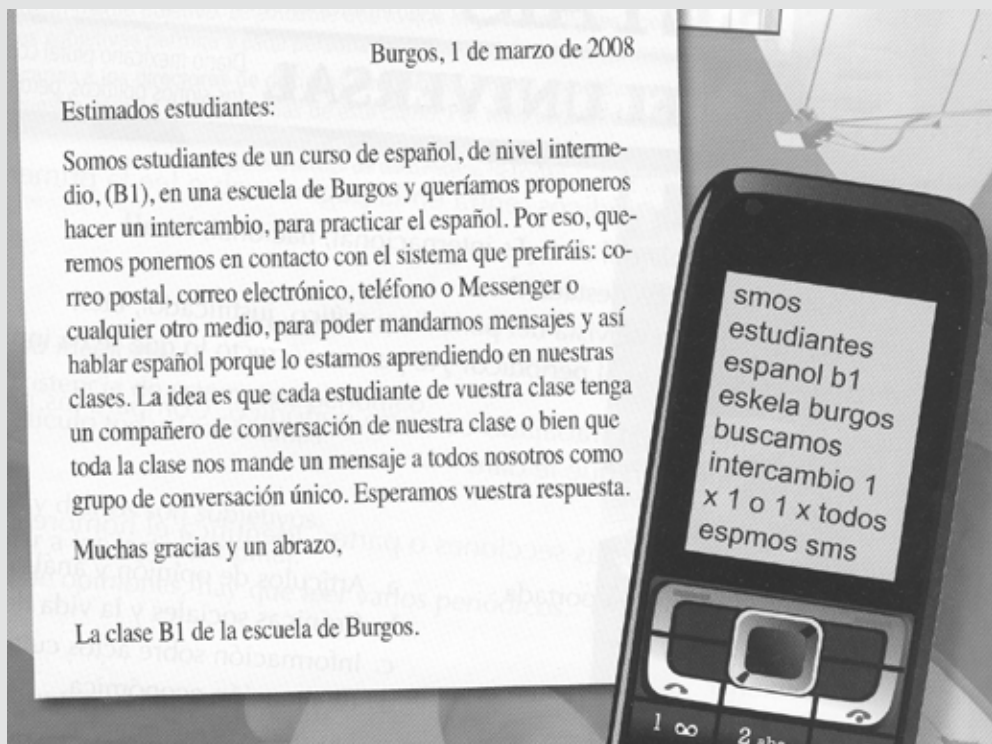 Burgos, 1 de marzo de 2008
Estimados estudiantes:
Somos estudiantes de un curso de español, de nivel interme-
dio, (B1), en una escuela de Burgos y queríamos proponeros
hacer un intercambio, para practicar el español. Por eso, que-
remos ponernos en contacto con el sistema que prefiráis: co-
rreo postal, correo electrónico, teléfono o Messenger o
cualquier otro medio, para poder mandarnos mensajes y así
hablar español porque lo estamos aprendiendo en nuestras
clases. La idea es que cada estudiante de vuestra clase tenga
un compañero de conversación de nuestra clase o bien que
toda la clase nos mande un mensaje a todos nosotros como
grupo de conversación único. Esperamos vuestra respuesta.
Muchas gracias y un abrazo,
La clase B1 de la escuela de Burgos.
smos
estudiantes
espanol b1
eskela burgos
buscamos
intercambio 1
x 1 o 1 x todos
espmos sms
1 ∞
2 abc